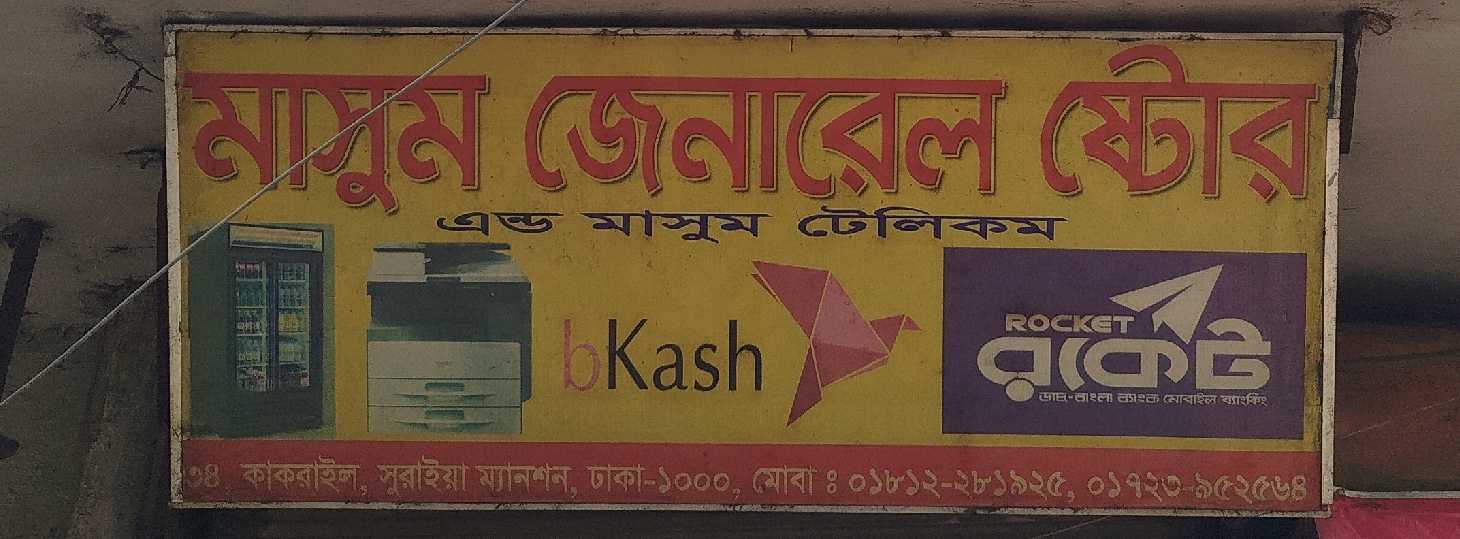 মাসুম জেনারেল ষ্টোর
এন্ড মাসুম টেলিকম
bKash
ROCKET
রকেট
ডাচ্-বাংলা ব্যাংক মোবাইল ব্যাংকিং
৩৪ কাকরাইল, সুরাইয়া ম্যানশন, ঢাকা-১০০০, মোবা ঃ ০১৮১২-২৮১৯২৫, ০১৭২৩-৯৫২৫৬৪